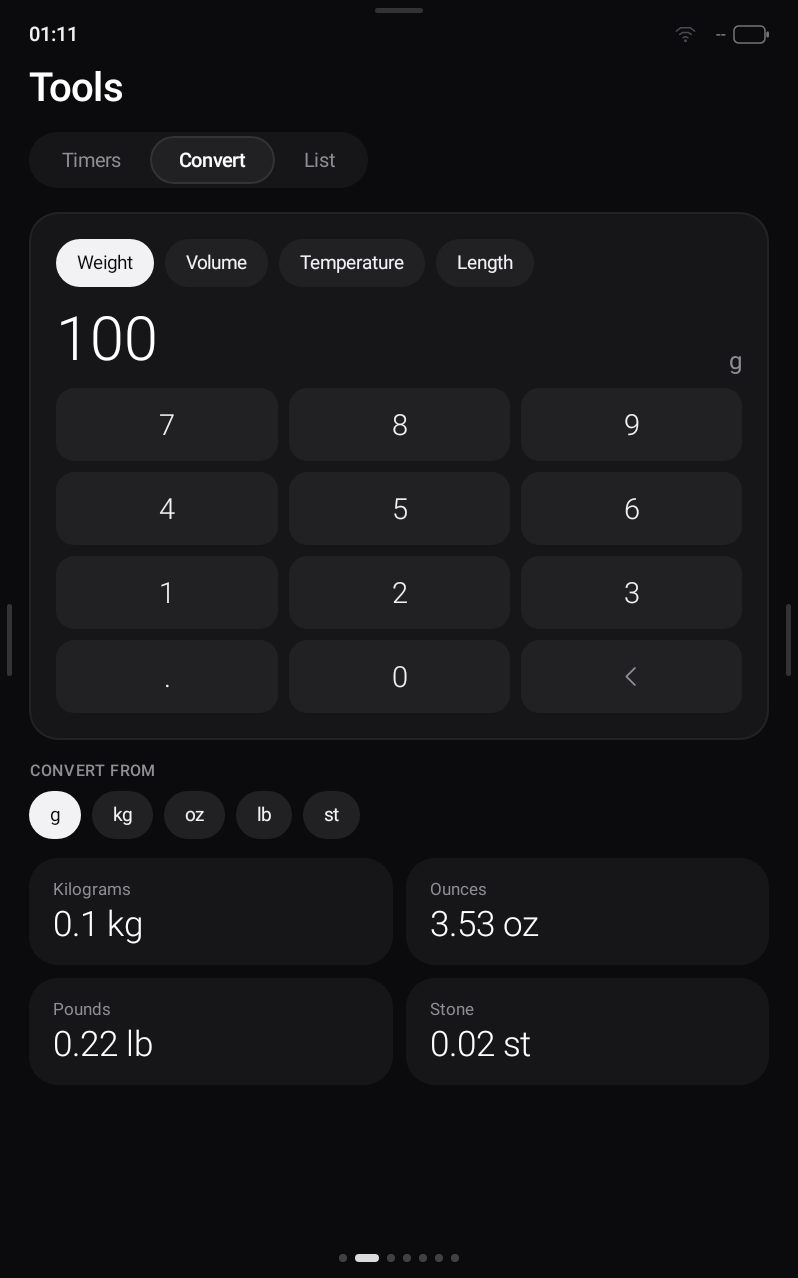 01:11
--
Tools
Timers Convert List
Weight Volume Temperature Length
100
g
7 8 9
4 5 6
1 2 3
. 0
CONVERT FROM
g kg oz lb st
Kilograms Ounces
0.1 kg 3.53 oz
Pounds Stone
0.22 lb 0.02 st